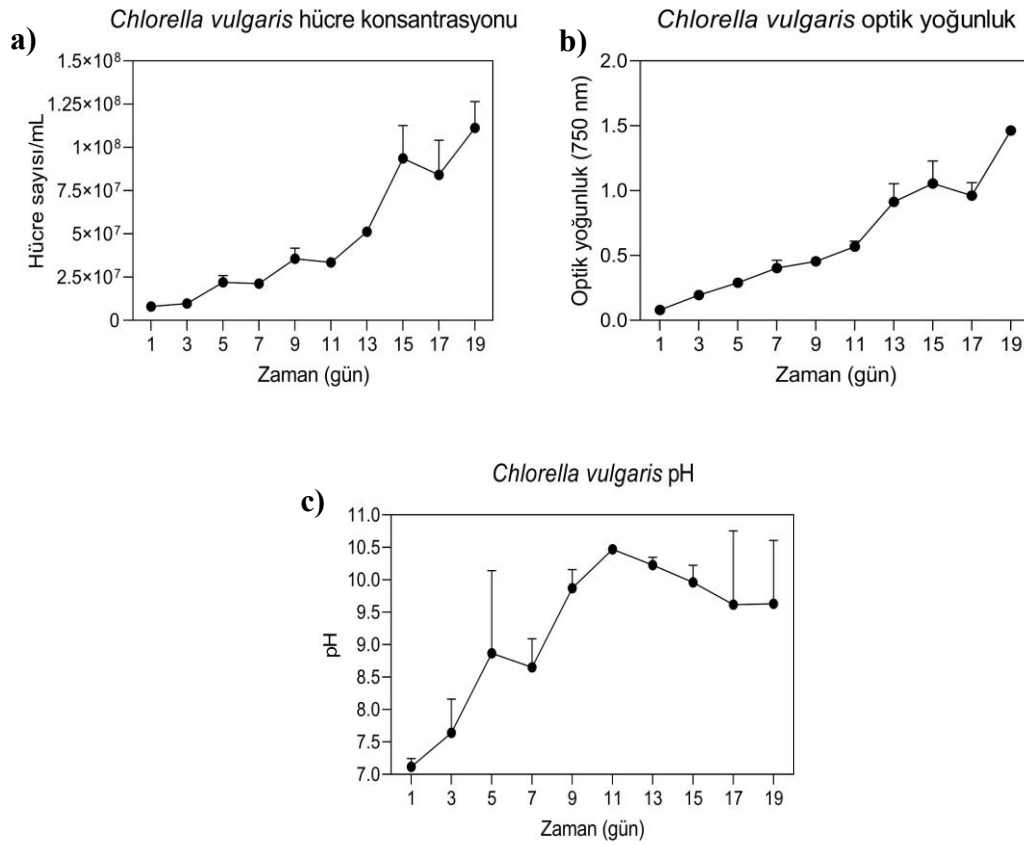 Chlorella vulgaris hücre konsantrasyonu
a)
1.5×10⁸
1.25×10⁸
1×10⁸
7.5×10⁷
5×10⁷
2.5×10⁷
0
Hücre sayısı/mL
1 3 5 7 9 11 13 15 17 19
Zaman (gün)
Chlorella vulgaris optik yoğunluk
b)
2.0
1.5
1.0
0.5
0.0
Optik yoğunluk (750 nm)
1 3 5 7 9 11 13 15 17 19
Zaman (gün)
Chlorella vulgaris pH
c)
11.0
10.5
10.0
9.5
9.0
8.5
8.0
7.5
7.0
pH
1 3 5 7 9 11 13 15 17 19
Zaman (gün)